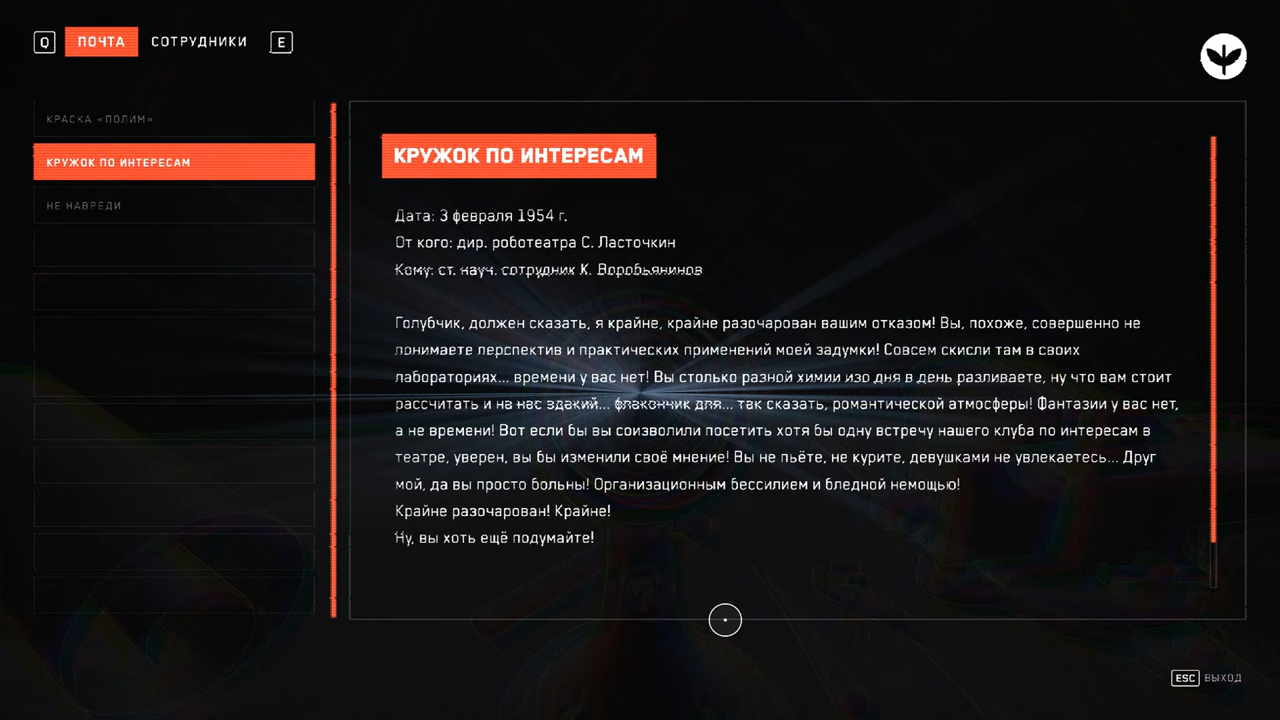 Q ПОЧТА СОТРУДНИКИ E
КРАСКА «ПОЛИМ»
КРУЖОК ПО ИНТЕРЕСАМ
НЕ НАВРЕДИ
КРУЖОК ПО ИНТЕРЕСАМ
Дата: 3 февраля 1954 г.
От кого: дир. роботеатра С. Ласточкин
Кому: ст. науч. сотрудник К. Воробьянинов
Голубчик, должен сказать, я крайне, крайне разочарован вашим отказом! Вы, похоже, совершенно не
понимаете перспектив и практических применений моей задумки! Совсем скисли там в своих
лабораториях... времени у вас нет! Вы столько разной химии изо дня в день разливаете, ну что вам стоит
рассчитать и на нас эдакий... флакончик для... так сказать, романтической атмосферы! Фантазии у вас нет,
а не времени! Вот если бы вы соизволили посетить хотя бы одну встречу нашего клуба по интересам в
театре, уверен, вы бы изменили своё мнение! Вы не пьёте, не курите, девушками не увлекаетесь... Друг
мой, да вы просто больны! Организационным бессилием и бледной немощью!
Крайне разочарован! Крайне!
Ну, вы хоть ещё подумайте!
ESC ВЫХОД